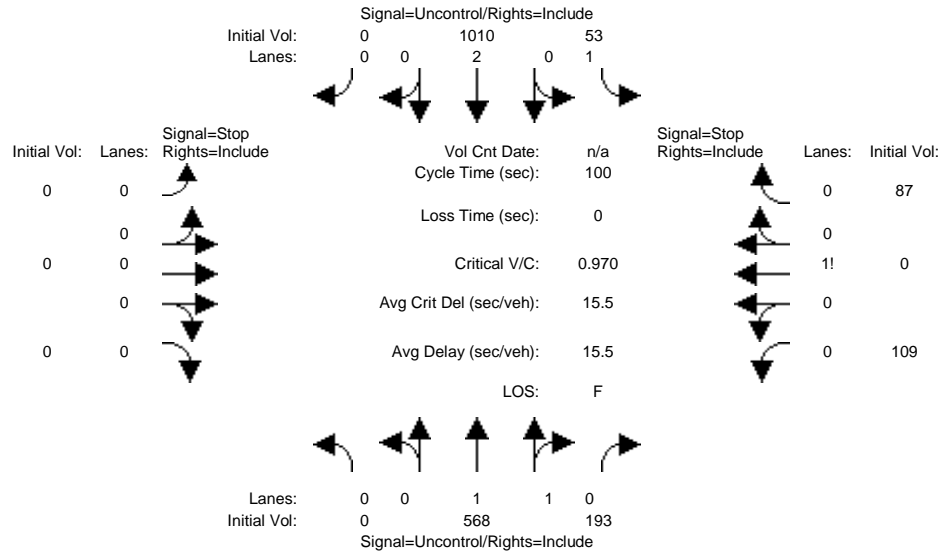 Signal=Uncontrol/Rights=Include
Initial Vol: 0 1010 53
Lanes: 0 0 2 0 1
Signal=Stop Signal=Stop
Initial Vol: Lanes: Rights=Include Vol Cnt Date: n/a Rights=Include Lanes: Initial Vol:
Cycle Time (sec): 100
0 0 0 87
Loss Time (sec): 0
0 0
0 0 Critical V/C: 0.970 1! 0
0 Avg Crit Del (sec/veh): 15.5 0
0 0 Avg Delay (sec/veh): 15.5 0 109
LOS: F
Lanes: 0 0 1 1 0
Initial Vol: 0 568 193
Signal=Uncontrol/Rights=Include